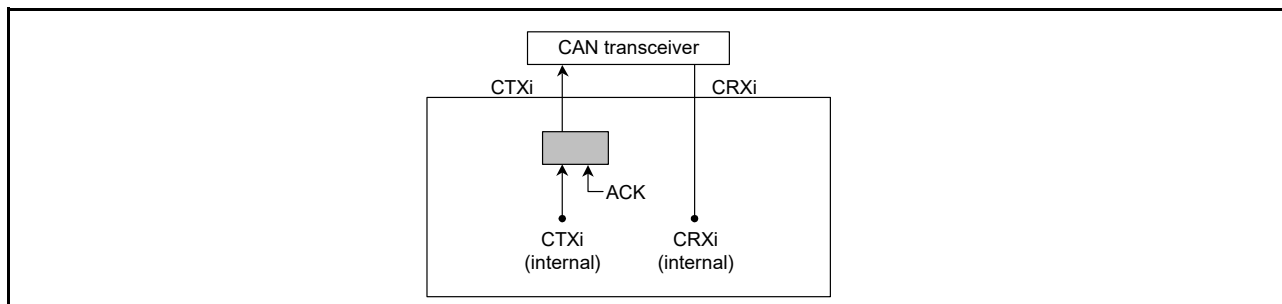 CAN transceiver
CTXi
CRXi
ACK
CTXi
(internal)
CRXi
(internal)